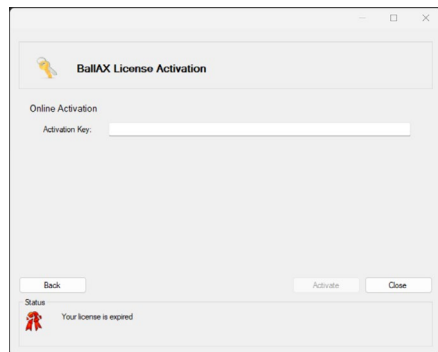 BallAX License Activation
Online Activation
Activation Key:
Back
Activate
Close
Status
Your license is expired